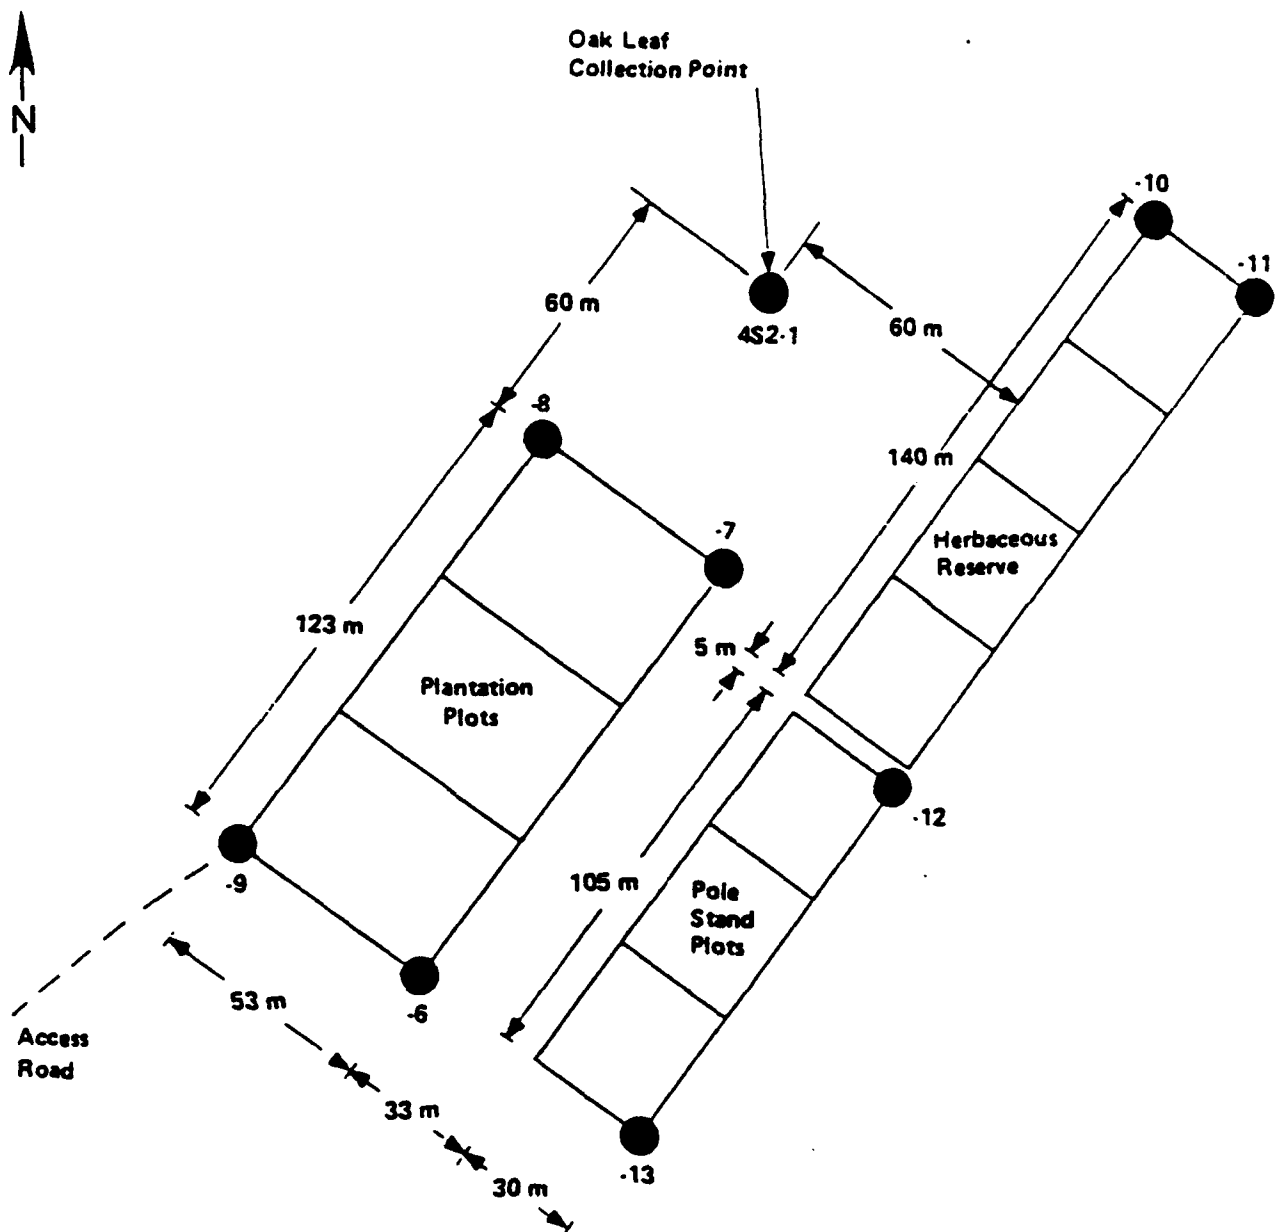 N
Oak Leaf
Collection Point
-10
-11
60 m
4S2-1
60 m
-8
140 m
-7
Herbaceous
Reserve
123 m
5 m
Plantation
Plots
-12
-9
105 m
Pole
Stand
Plots
53 m
-6
Access
Road
33 m
-13
30 m